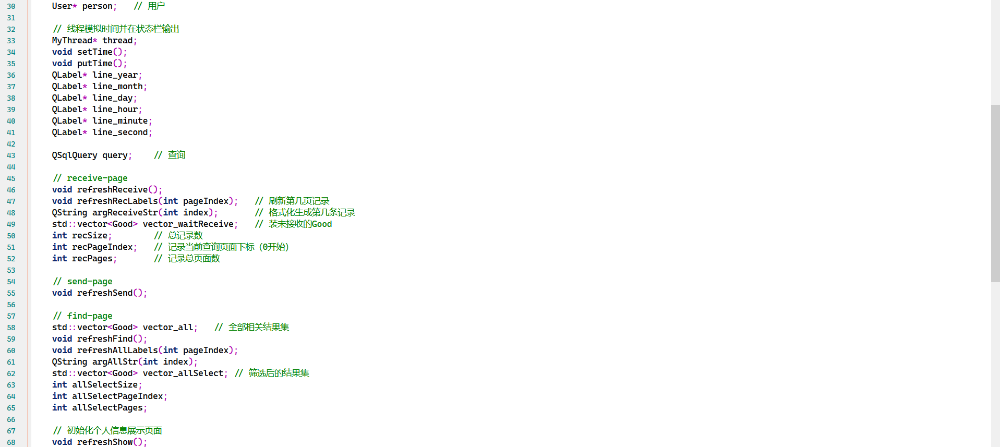 30 User* person; // 用户
31
32 // 线程模拟时间并在状态栏输出
33 MyThread* thread;
34 void setTime();
35 void putTime();
36 QLabel* line_year;
37 QLabel* line_month;
38 QLabel* line_day;
39 QLabel* line_hour;
40 QLabel* line_minute;
41 QLabel* line_second;
42
43 QSqlQuery query; // 查询
44
45 // receive-page
46 void refreshReceive();
47 void refreshRecLabels(int pageIndex); // 刷新第几页记录
48 QString argReceiveStr(int index); // 格式化生成第几条记录
49 std::vector<Good> vector_waitReceive; // 装未接收的Good
50 int recSize; // 总记录数
51 int recPageIndex; // 记录当前查询页面下标（0开始）
52 int recPages; // 记录总页面数
53
54 // send-page
55 void refreshSend();
56
57 // find-page
58 std::vector<Good> vector_all; // 全部相关结果集
59 void refreshFind();
60 void refreshAllLabels(int pageIndex);
61 QString argAllStr(int index);
62 std::vector<Good> vector_allSelect; // 筛选后的结果集
63 int allSelectSize;
64 int allSelectPageIndex;
65 int allSelectPages;
66
67 // 初始化个人信息展示页面
68 void refreshShow();